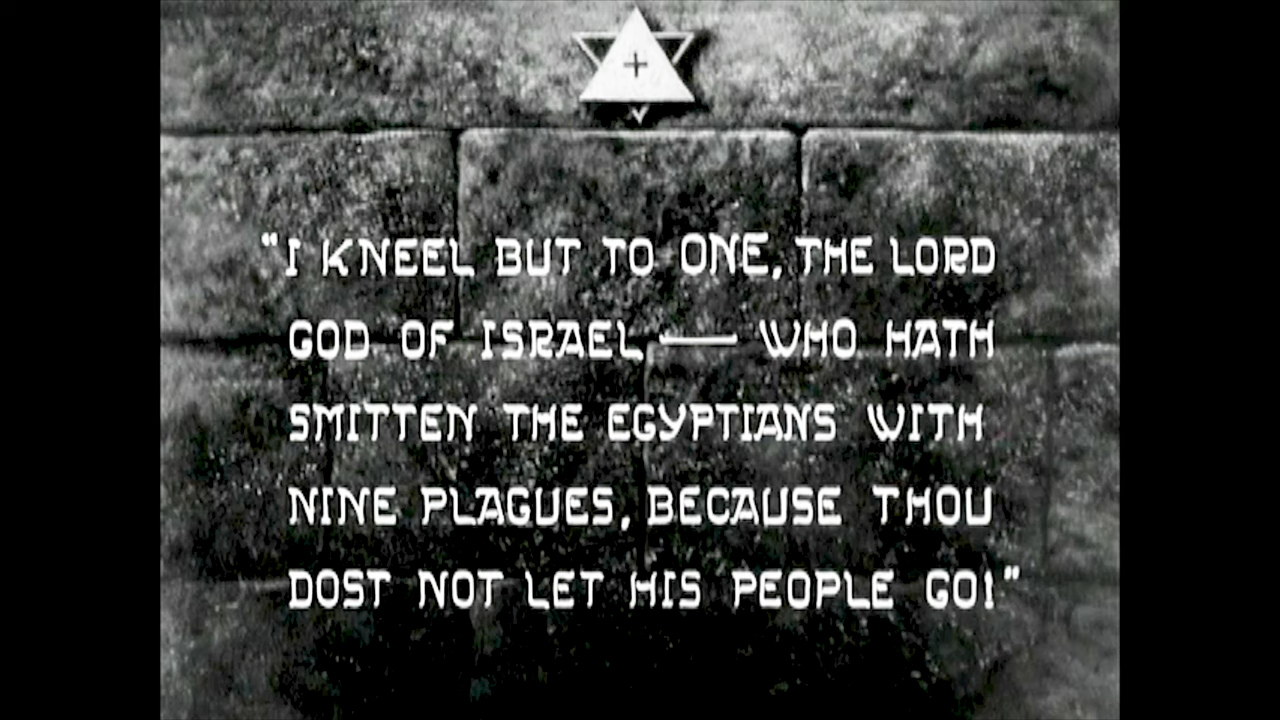 "I KNEEL BUT TO ONE, THE LORD
GOD OF ISRAEL — WHO HATH
SMITTEN THE EGYPTIANS WITH
NINE PLAGUES, BECAUSE THOU
DOST NOT LET HIS PEOPLE GO!"